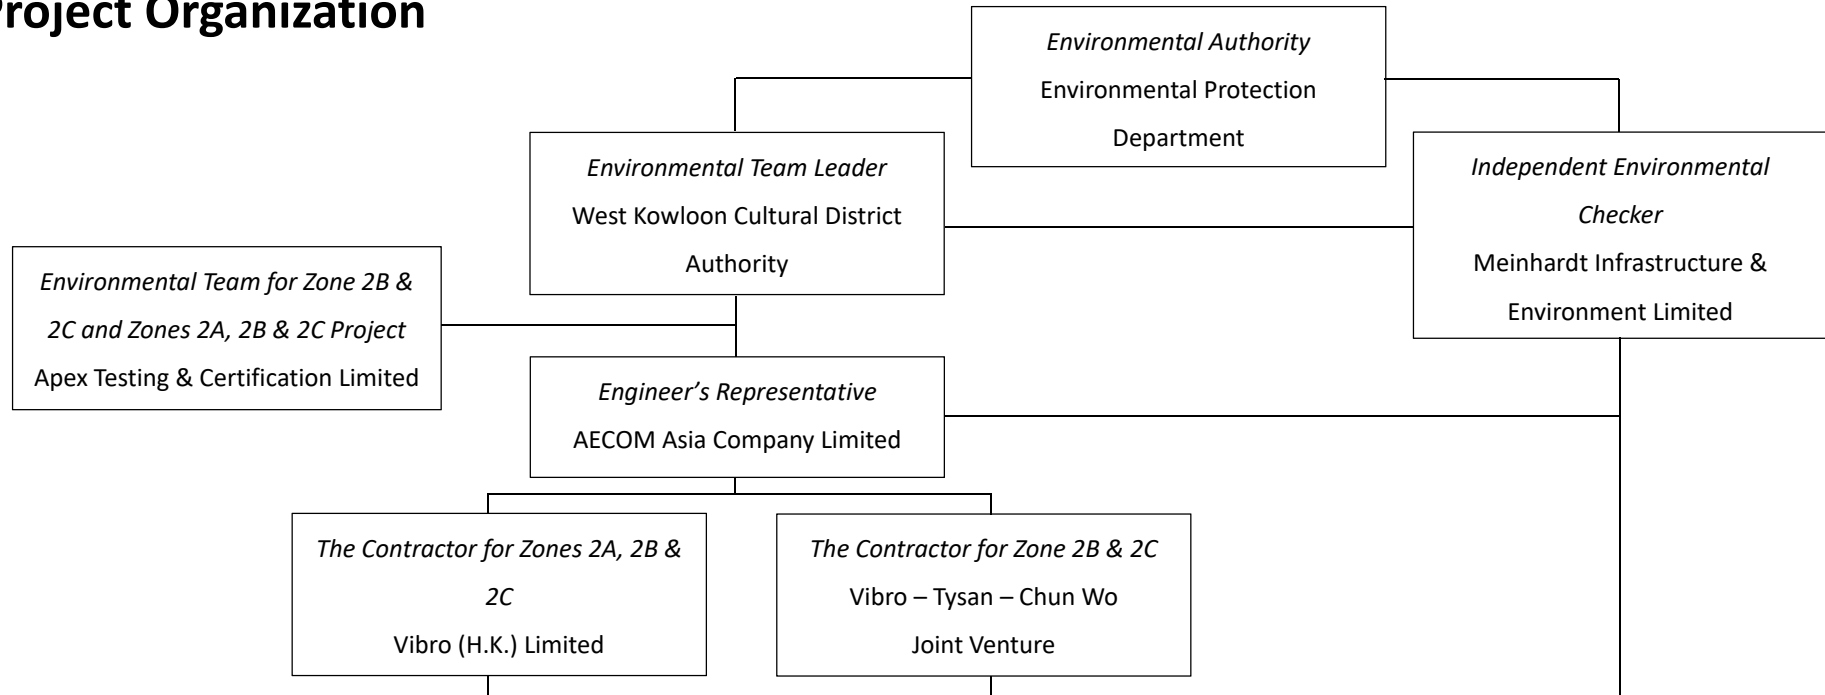 Project Organization
Environmental Authority
Environmental Protection
Department
Environmental Team Leader
West Kowloon Cultural District
Authority
Independent Environmental
Checker
Meinhardt Infrastructure &
Environment Limited
Environmental Team for Zone 2B &
2C and Zones 2A, 2B & 2C Project
Apex Testing & Certification Limited
Engineer’s Representative
AECOM Asia Company Limited
The Contractor for Zones 2A, 2B &
2C
Vibro (H.K.) Limited
The Contractor for Zone 2B & 2C
Vibro – Tysan – Chun Wo
Joint Venture